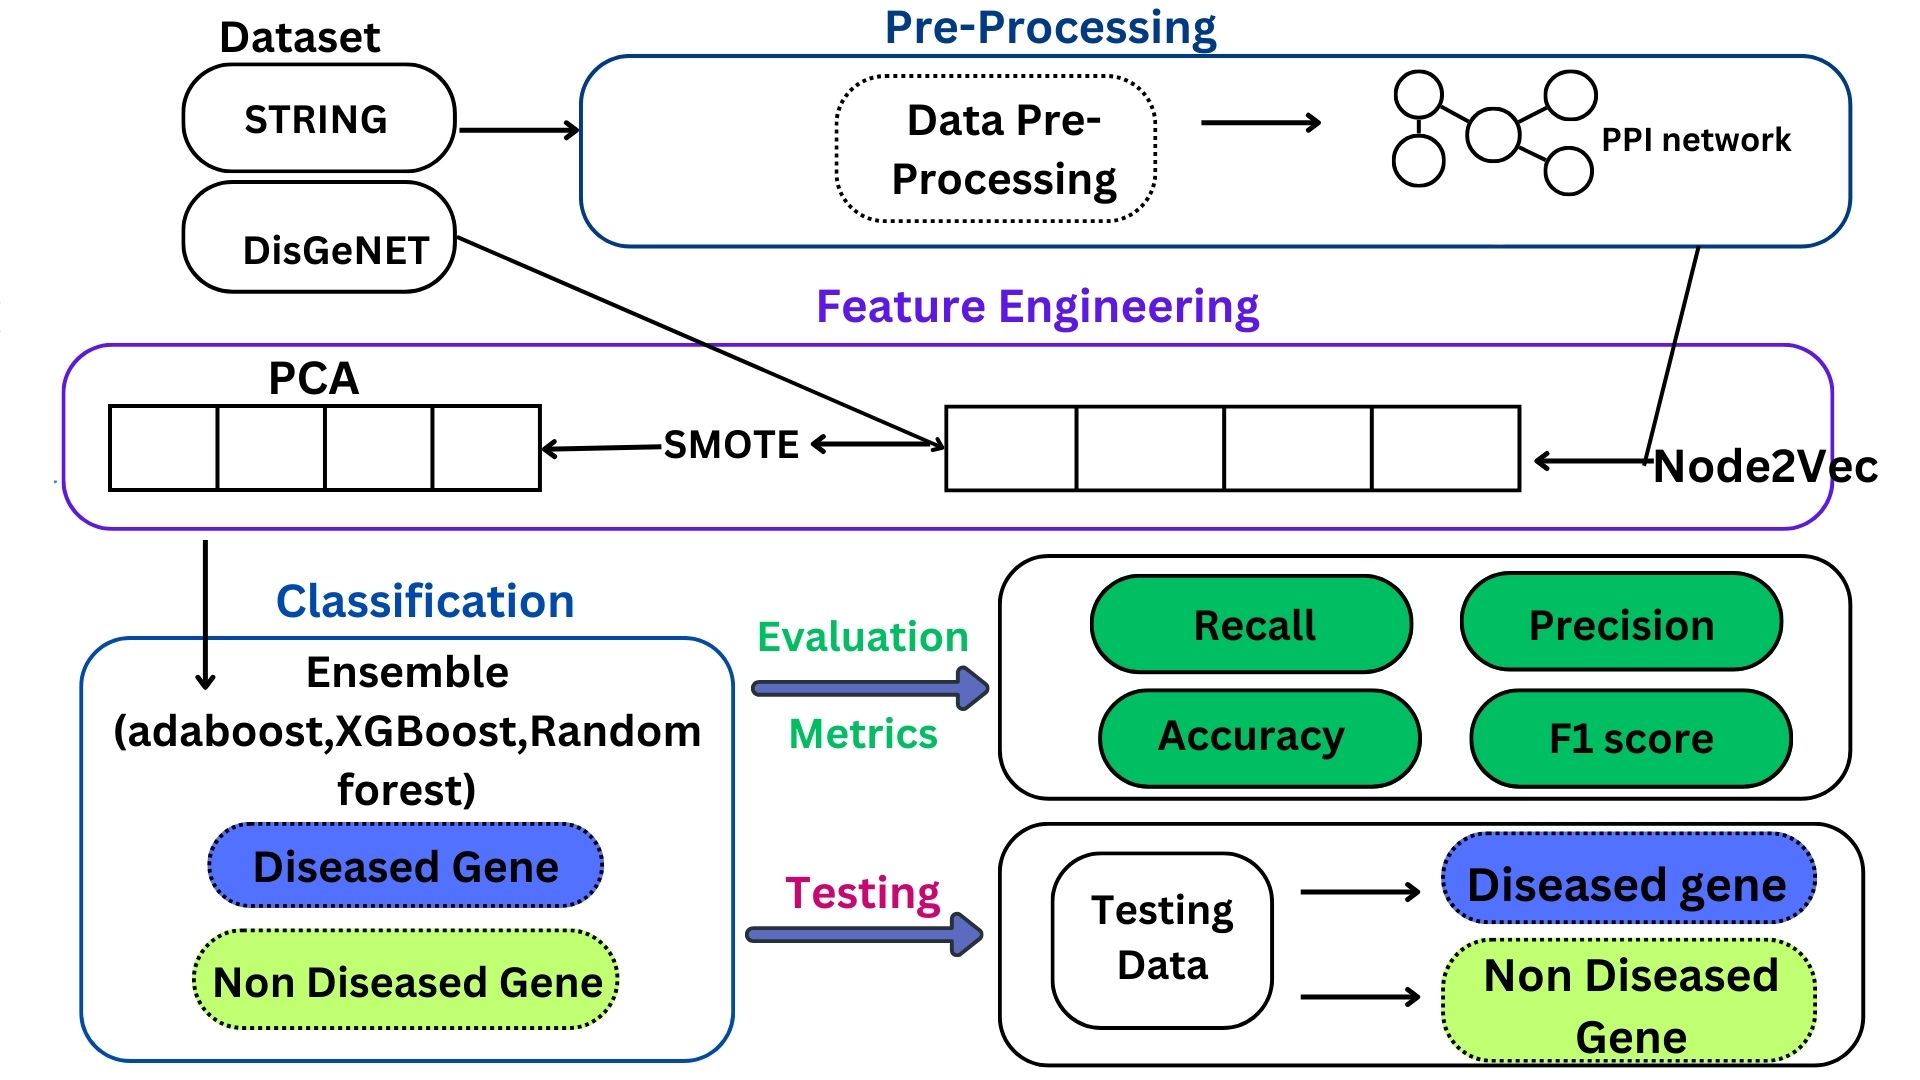 Dataset
STRING
DisGeNET
Pre-Processing
Data Pre-
Processing
PPI network
Feature Engineering
PCA
SMOTE
Node2Vec
Classification
Ensemble
(adaboost,XGBoost,Random
forest)
Diseased Gene
Non Diseased Gene
Evaluation
Metrics
Recall
Precision
Accuracy
F1 score
Testing
Testing
Data
Diseased gene
Non Diseased
Gene